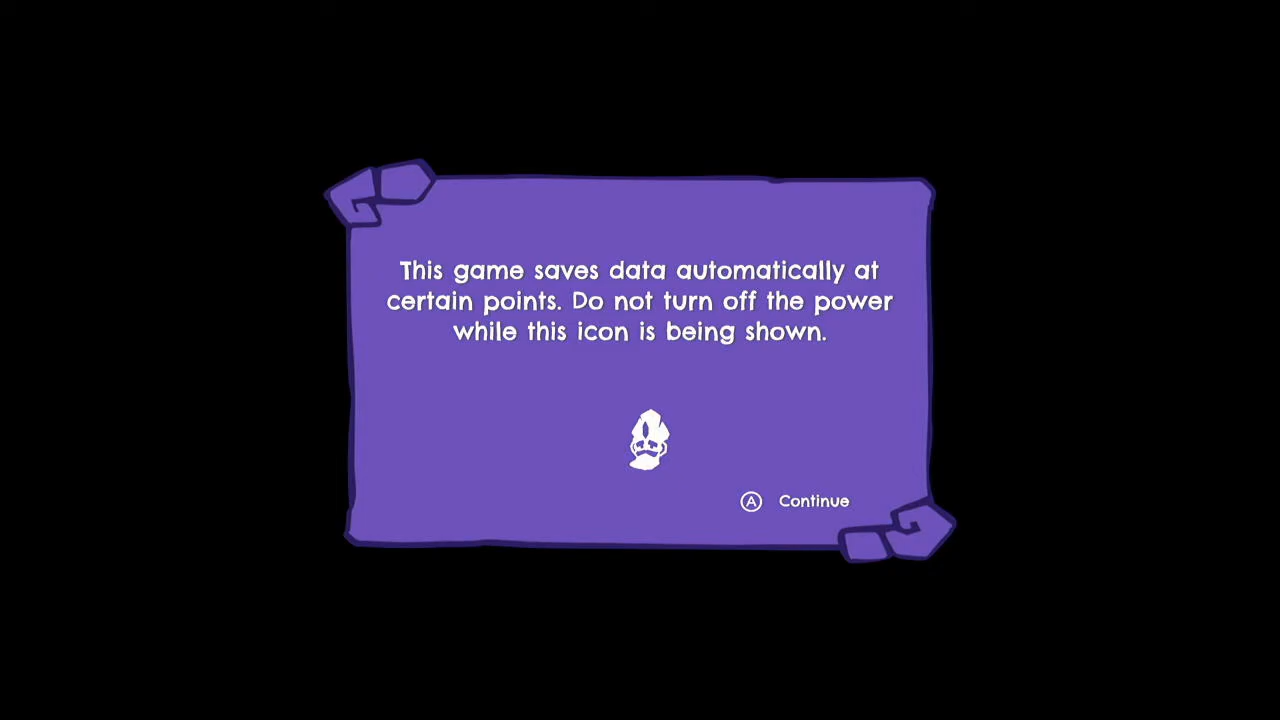 This game saves data automatically at
certain points. Do not turn off the power
while this icon is being shown.
A Continue